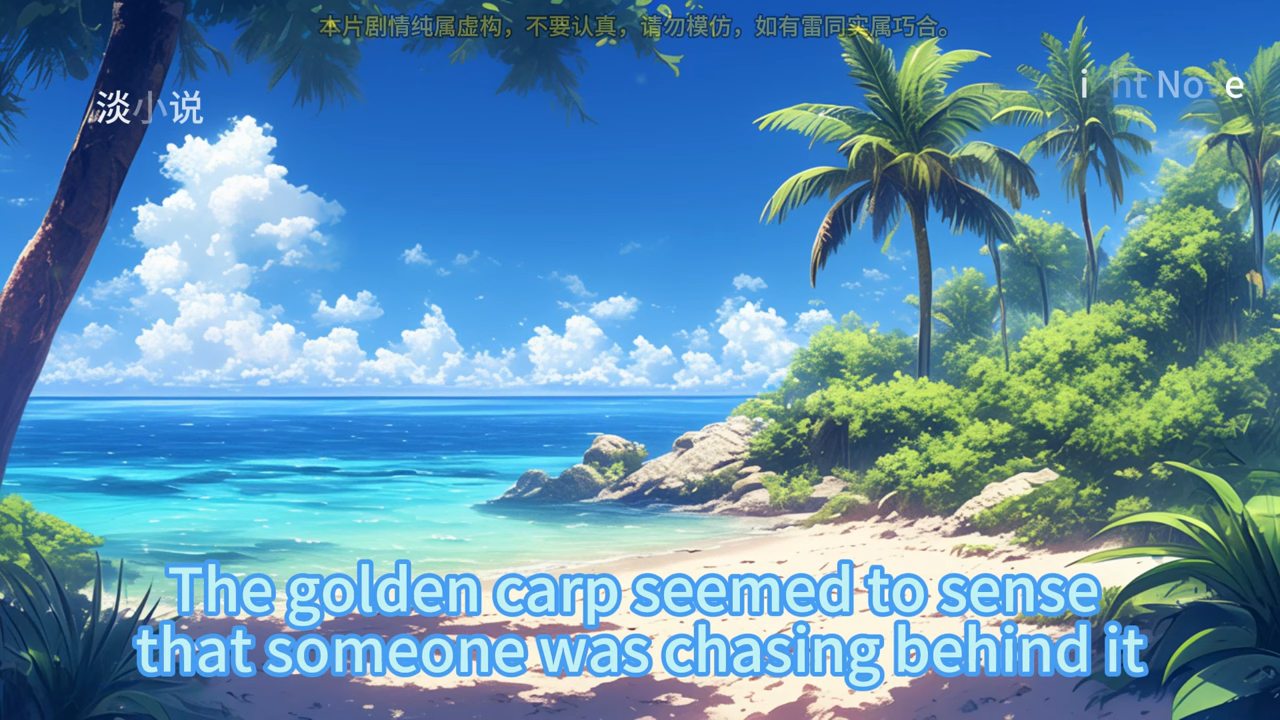 本片剧情纯属虚构，不要认真，请勿模仿，如有雷同实属巧合。
淡小说
i ht No e
The golden carp seemed to sense
that someone was chasing behind it